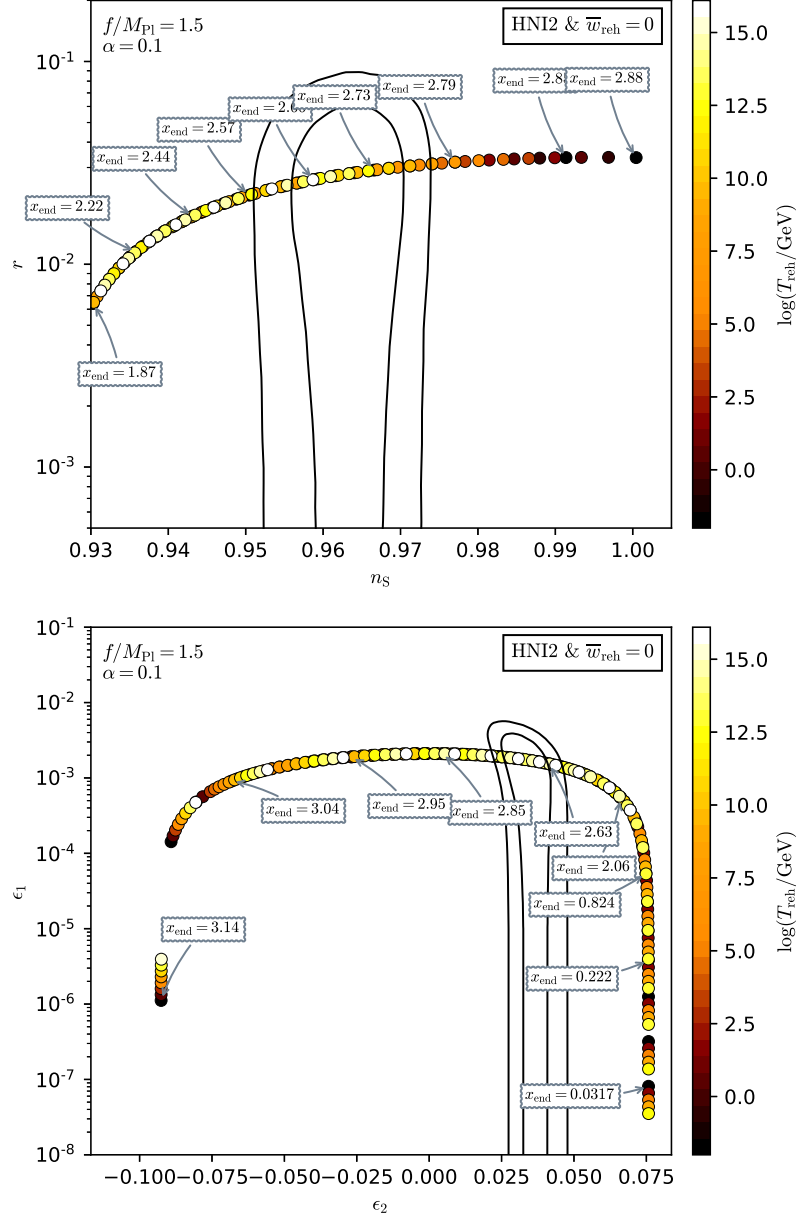 f/M_Pl = 1.5
α = 0.1
HNI2 & w̅_reh = 0
x_end = 2.79
x_end = 2.88
x_end = 2.73
x_end = 2.57
x_end = 2.44
x_end = 2.22
x_end = 1.87
10⁻¹
10⁻²
10⁻³
r
0.93 0.94 0.95 0.96 0.97 0.98 0.99 1.00
n_S
15.0
12.5
10.0
7.5
5.0
2.5
0.0
log(T_reh/GeV)
f/M_Pl = 1.5
α = 0.1
HNI2 & w̅_reh = 0
x_end = 3.04
x_end = 2.95
x_end = 2.85
x_end = 2.63
x_end = 2.06
x_end = 0.824
x_end = 3.14
x_end = 0.222
x_end = 0.0317
10⁻¹
10⁻²
10⁻³
10⁻⁴
10⁻⁵
10⁻⁶
10⁻⁷
10⁻⁸
ϵ₁
−0.100 −0.075 −0.050 −0.025 0.000 0.025 0.050 0.075
ϵ₂
15.0
12.5
10.0
7.5
5.0
2.5
0.0
log(T_reh/GeV)